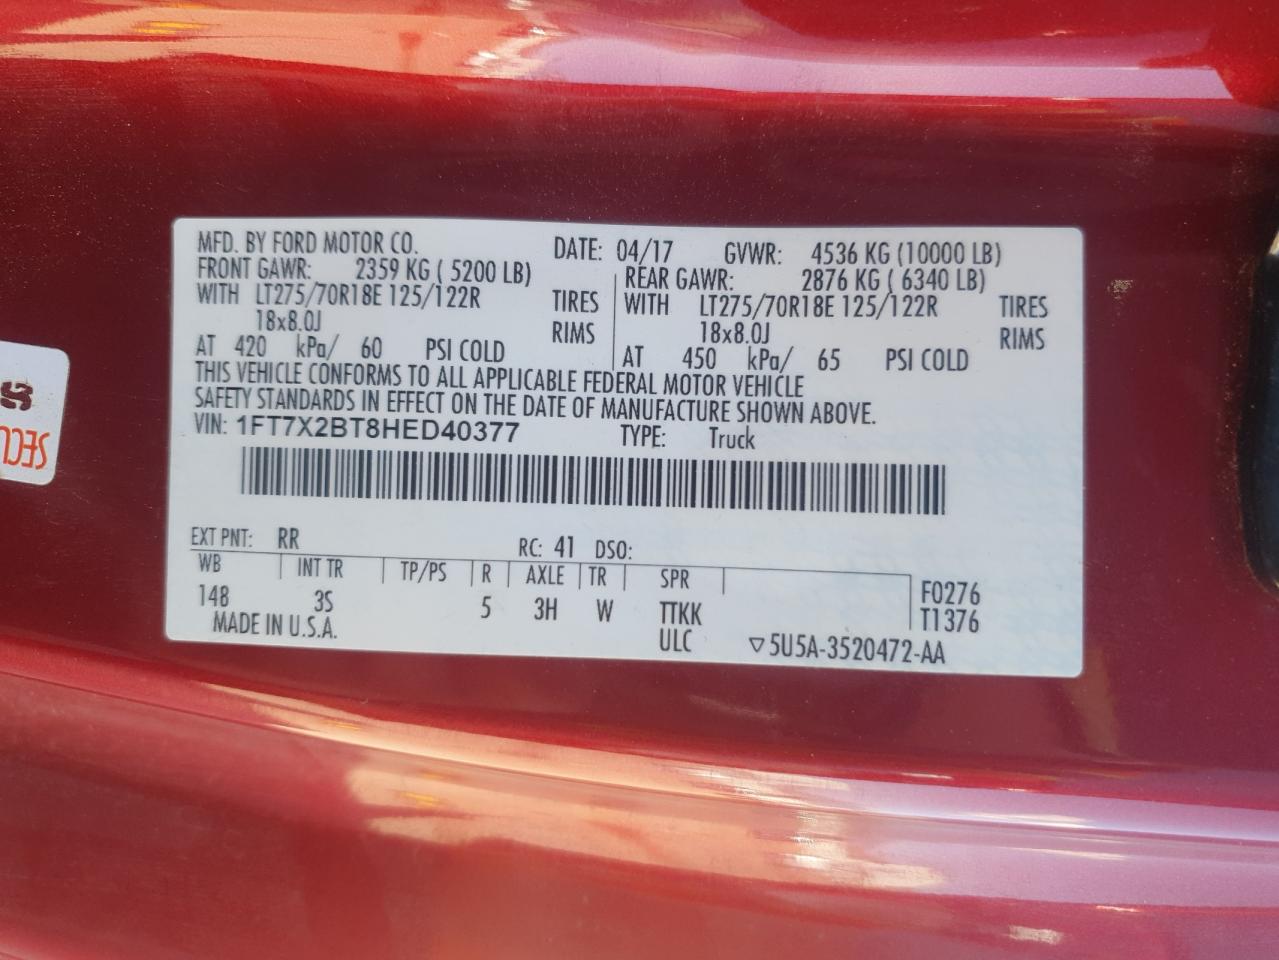 MFD. BY FORD MOTOR CO. DATE: 04/17 GVWR: 4536 KG (10000 LB)
FRONT GAWR: 2359 KG ( 5200 LB) REAR GAWR: 2876 KG ( 6340 LB)
WITH LT275/70R18E 125/122R TIRES WITH LT275/70R18E 125/122R TIRES
18x8.0J RIMS 18x8.0J RIMS
AT 420 kPa/ 60 PSI COLD AT 450 kPa/ 65 PSI COLD
THIS VEHICLE CONFORMS TO ALL APPLICABLE FEDERAL MOTOR VEHICLE
SAFETY STANDARDS IN EFFECT ON THE DATE OF MANUFACTURE SHOWN ABOVE.
VIN: 1FT7X2BT8HED40377 TYPE: Truck
EXT PNT: RR RC: 41 DSO:
WB INT TR TP/PS R AXLE TR SPR F0276
148 3S 5 3H W TTKK T1376
MADE IN U.S.A. ULC ▽5U5A-3520472-AA
SECU